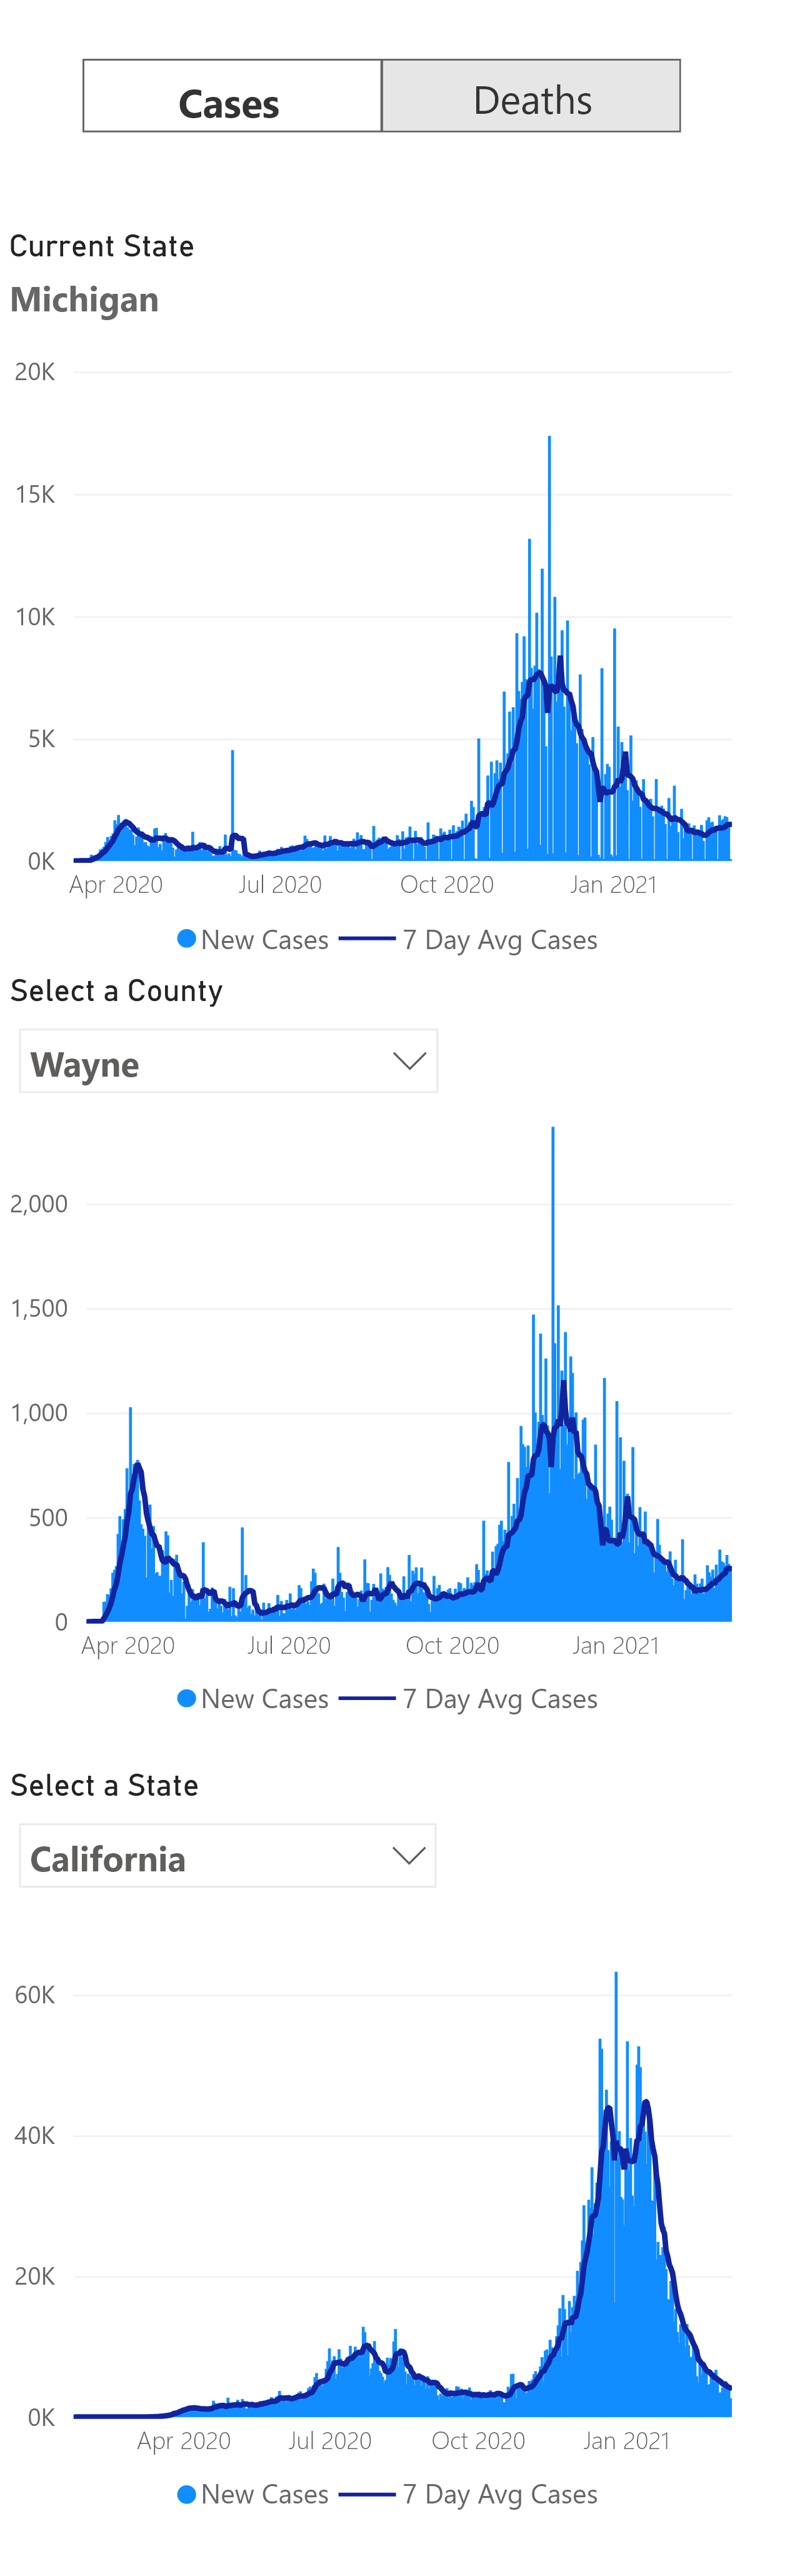 Cases Deaths
Current State
Michigan
20K
15K
10K
5K
0K
Apr 2020 Jul 2020 Oct 2020 Jan 2021
New Cases 7 Day Avg Cases
Select a County
Wayne
2,000
1,500
1,000
500
0
Apr 2020 Jul 2020 Oct 2020 Jan 2021
New Cases 7 Day Avg Cases
Select a State
California
60K
40K
20K
0K
Apr 2020 Jul 2020 Oct 2020 Jan 2021
New Cases 7 Day Avg Cases